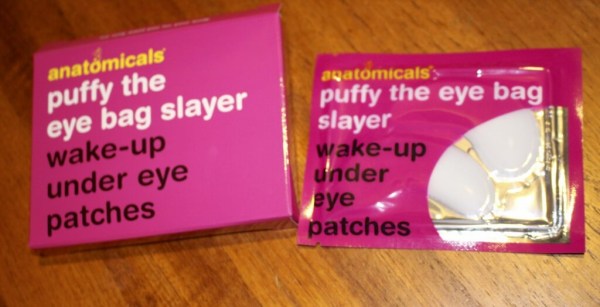 anatomicals
puffy the
eye bag slayer
wake-up
under eye
patches
anatomicals
puffy the eye bag
slayer
wake-up
under
eye
patches